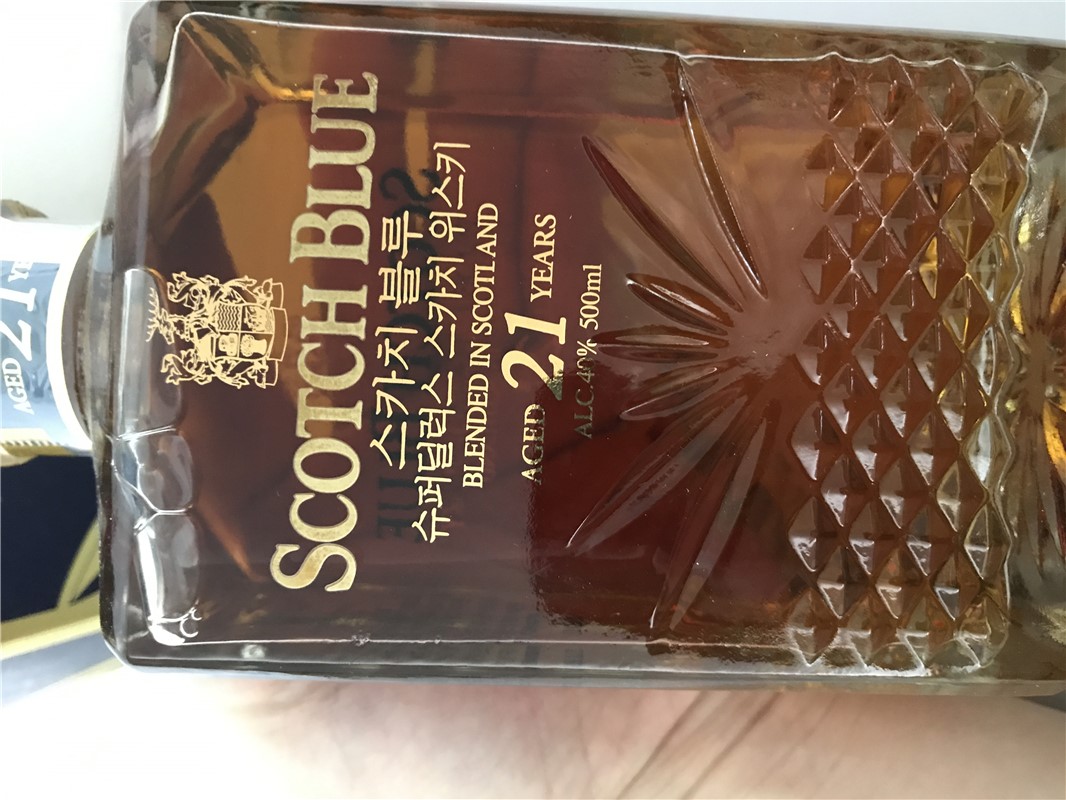 AGED 21 YE
SCOTCH BLUE
스카치 블루
슈퍼딜럭스 스카치 위스키
BLENDED IN SCOTLAND
AGED 21 YEARS
ALC.40% 500ml